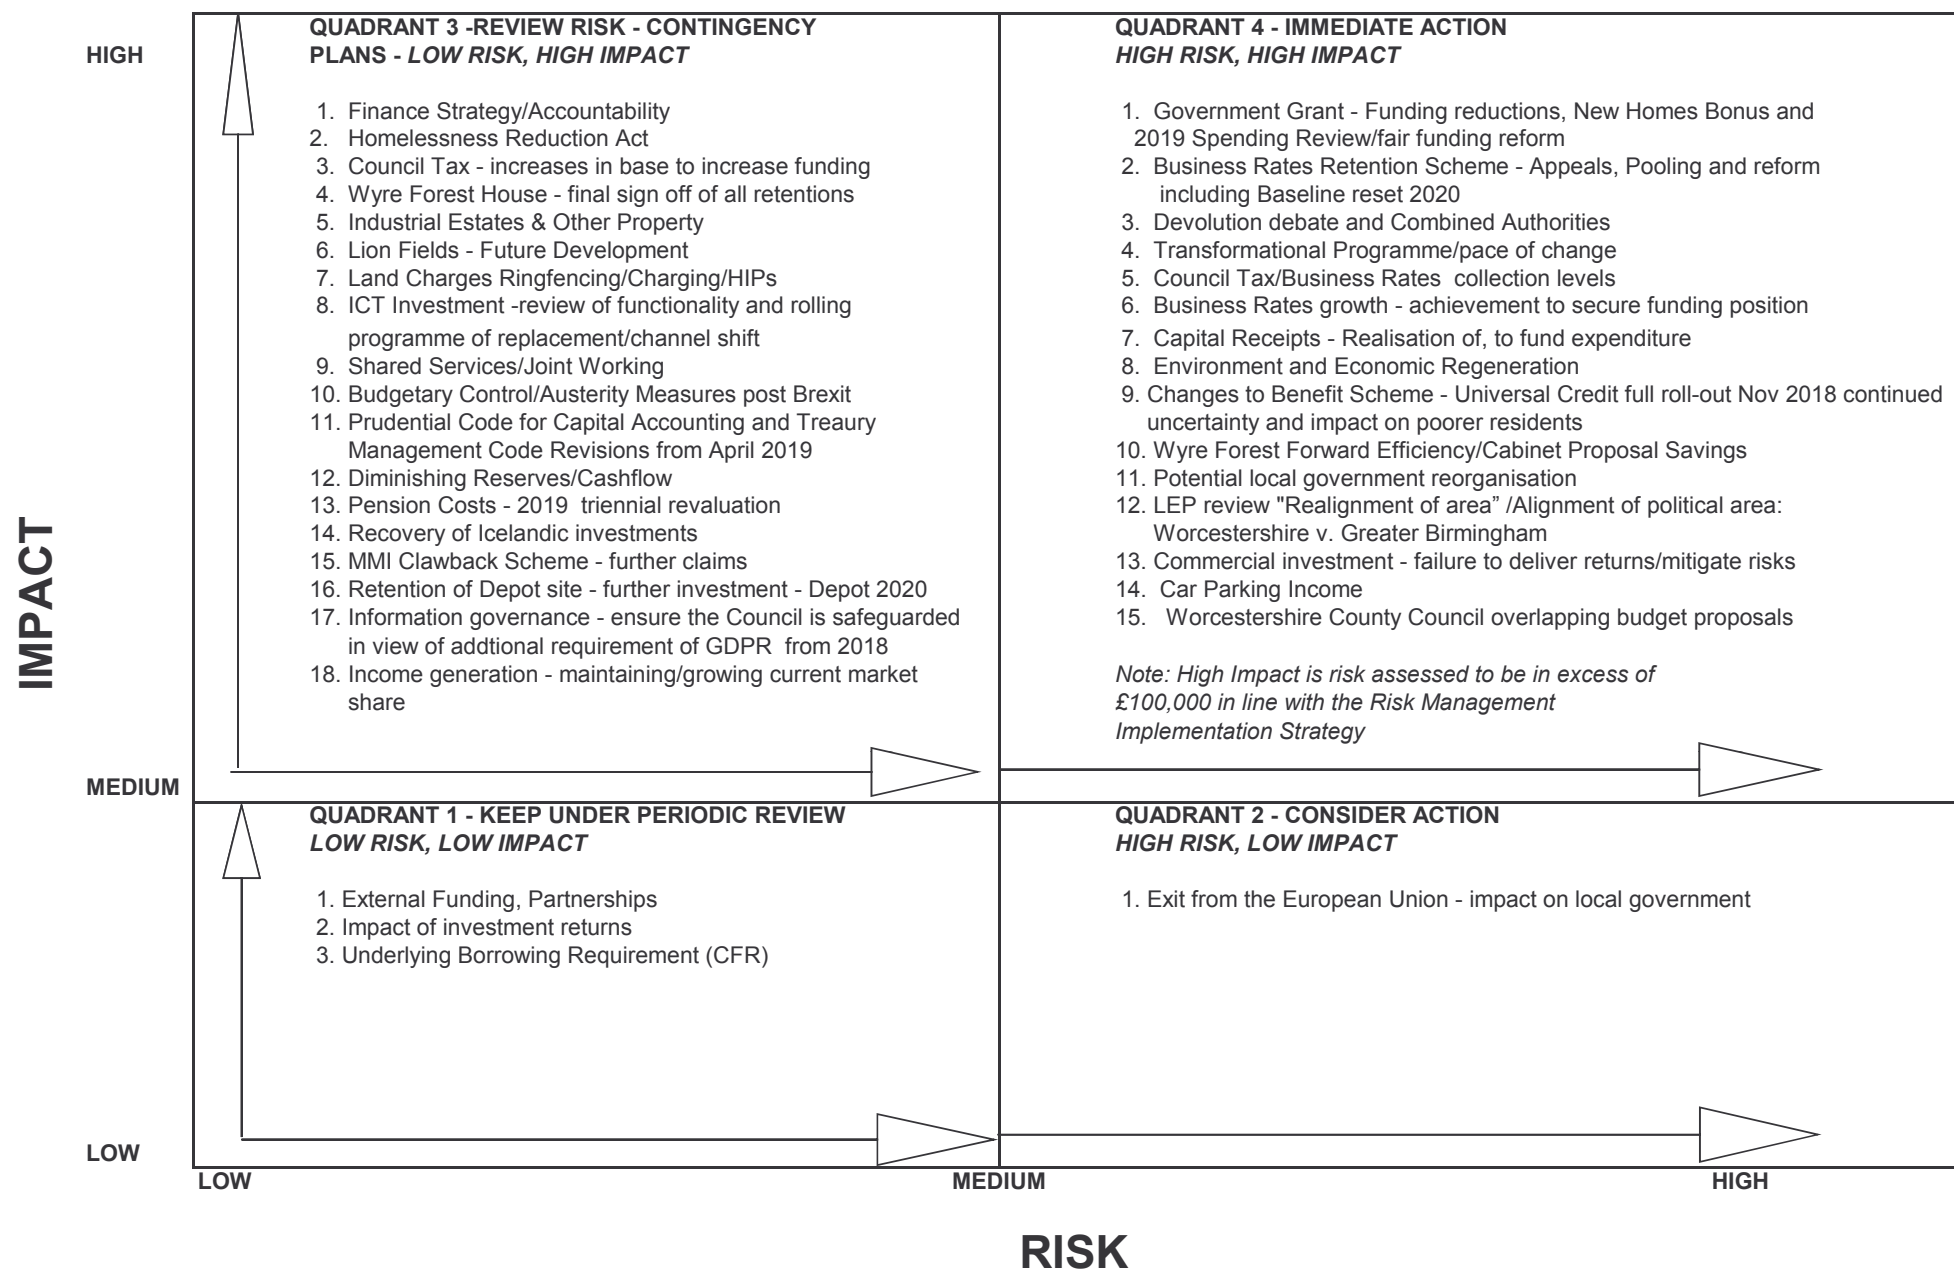 HIGH
MEDIUM
LOW
IMPACT
QUADRANT 3 -REVIEW RISK - CONTINGENCY
PLANS - LOW RISK, HIGH IMPACT
1. Finance Strategy/Accountability
2. Homelessness Reduction Act
3. Council Tax - increases in base to increase funding
4. Wyre Forest House - final sign off of all retentions
5. Industrial Estates & Other Property
6. Lion Fields - Future Development
7. Land Charges Ringfencing/Charging/HIPs
8. ICT Investment -review of functionality and rolling
programme of replacement/channel shift
9. Shared Services/Joint Working
10. Budgetary Control/Austerity Measures post Brexit
11. Prudential Code for Capital Accounting and Treaury
Management Code Revisions from April 2019
12. Diminishing Reserves/Cashflow
13. Pension Costs - 2019 triennial revaluation
14. Recovery of Icelandic investments
15. MMI Clawback Scheme - further claims
16. Retention of Depot site - further investment - Depot 2020
17. Information governance - ensure the Council is safeguarded
in view of addtional requirement of GDPR from 2018
18. Income generation - maintaining/growing current market
share
QUADRANT 4 - IMMEDIATE ACTION
HIGH RISK, HIGH IMPACT
1. Government Grant - Funding reductions, New Homes Bonus and
2019 Spending Review/fair funding reform
2. Business Rates Retention Scheme - Appeals, Pooling and reform
including Baseline reset 2020
3. Devolution debate and Combined Authorities
4. Transformational Programme/pace of change
5. Council Tax/Business Rates collection levels
6. Business Rates growth - achievement to secure funding position
7. Capital Receipts - Realisation of, to fund expenditure
8. Environment and Economic Regeneration
9. Changes to Benefit Scheme - Universal Credit full roll-out Nov 2018 continued
uncertainty and impact on poorer residents
10. Wyre Forest Forward Efficiency/Cabinet Proposal Savings
11. Potential local government reorganisation
12. LEP review "Realignment of area” /Alignment of political area:
Worcestershire v. Greater Birmingham
13. Commercial investment - failure to deliver returns/mitigate risks
14. Car Parking Income
15. Worcestershire County Council overlapping budget proposals
Note: High Impact is risk assessed to be in excess of
£100,000 in line with the Risk Management
Implementation Strategy
QUADRANT 1 - KEEP UNDER PERIODIC REVIEW
LOW RISK, LOW IMPACT
1. External Funding, Partnerships
2. Impact of investment returns
3. Underlying Borrowing Requirement (CFR)
QUADRANT 2 - CONSIDER ACTION
HIGH RISK, LOW IMPACT
1. Exit from the European Union - impact on local government
LOW
MEDIUM
HIGH
RISK